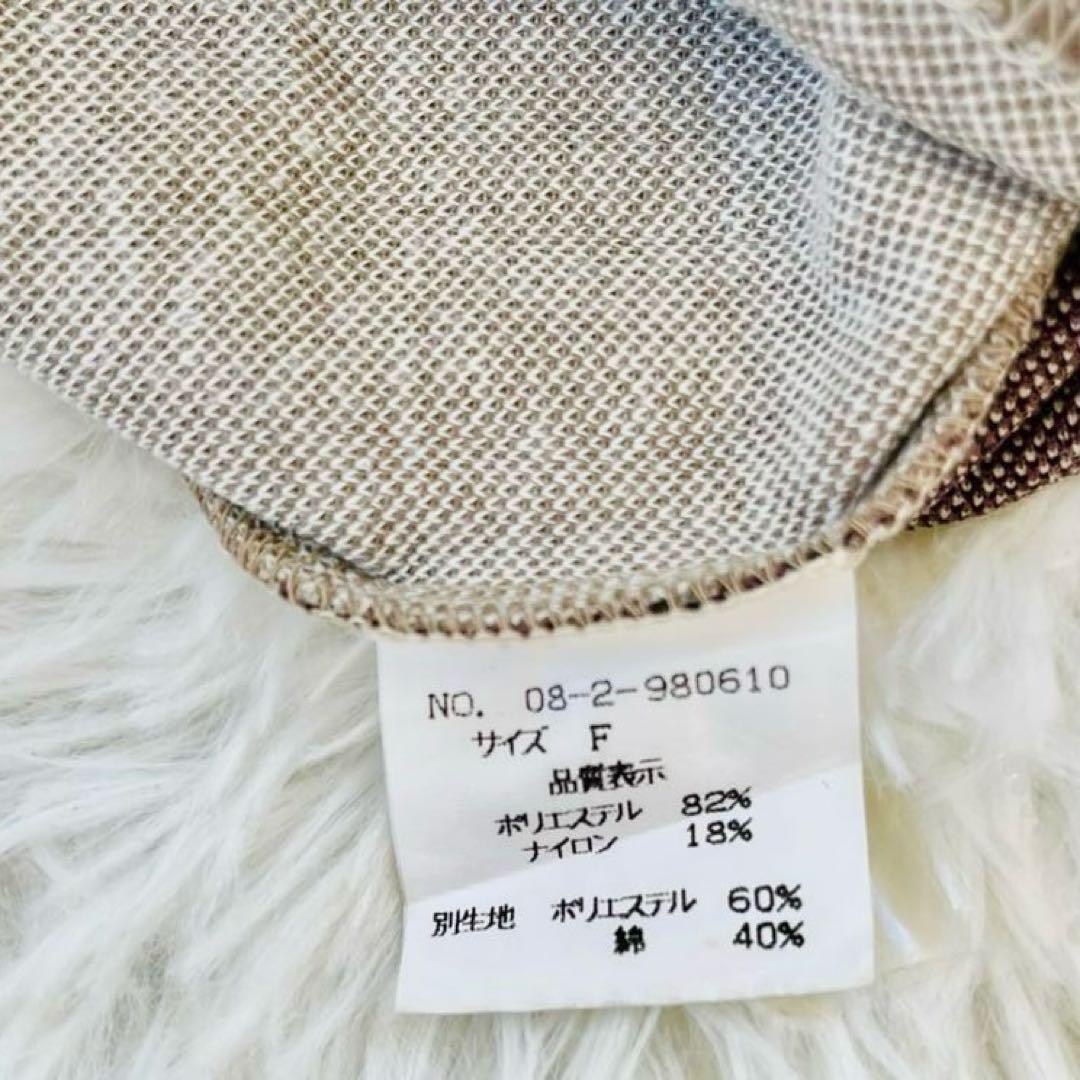 NO. 08-2-980610
サイズ F
品質表示
ポリエステル 82%
ナイロン 18%
別生地 ポリエステル 60%
綿 40%